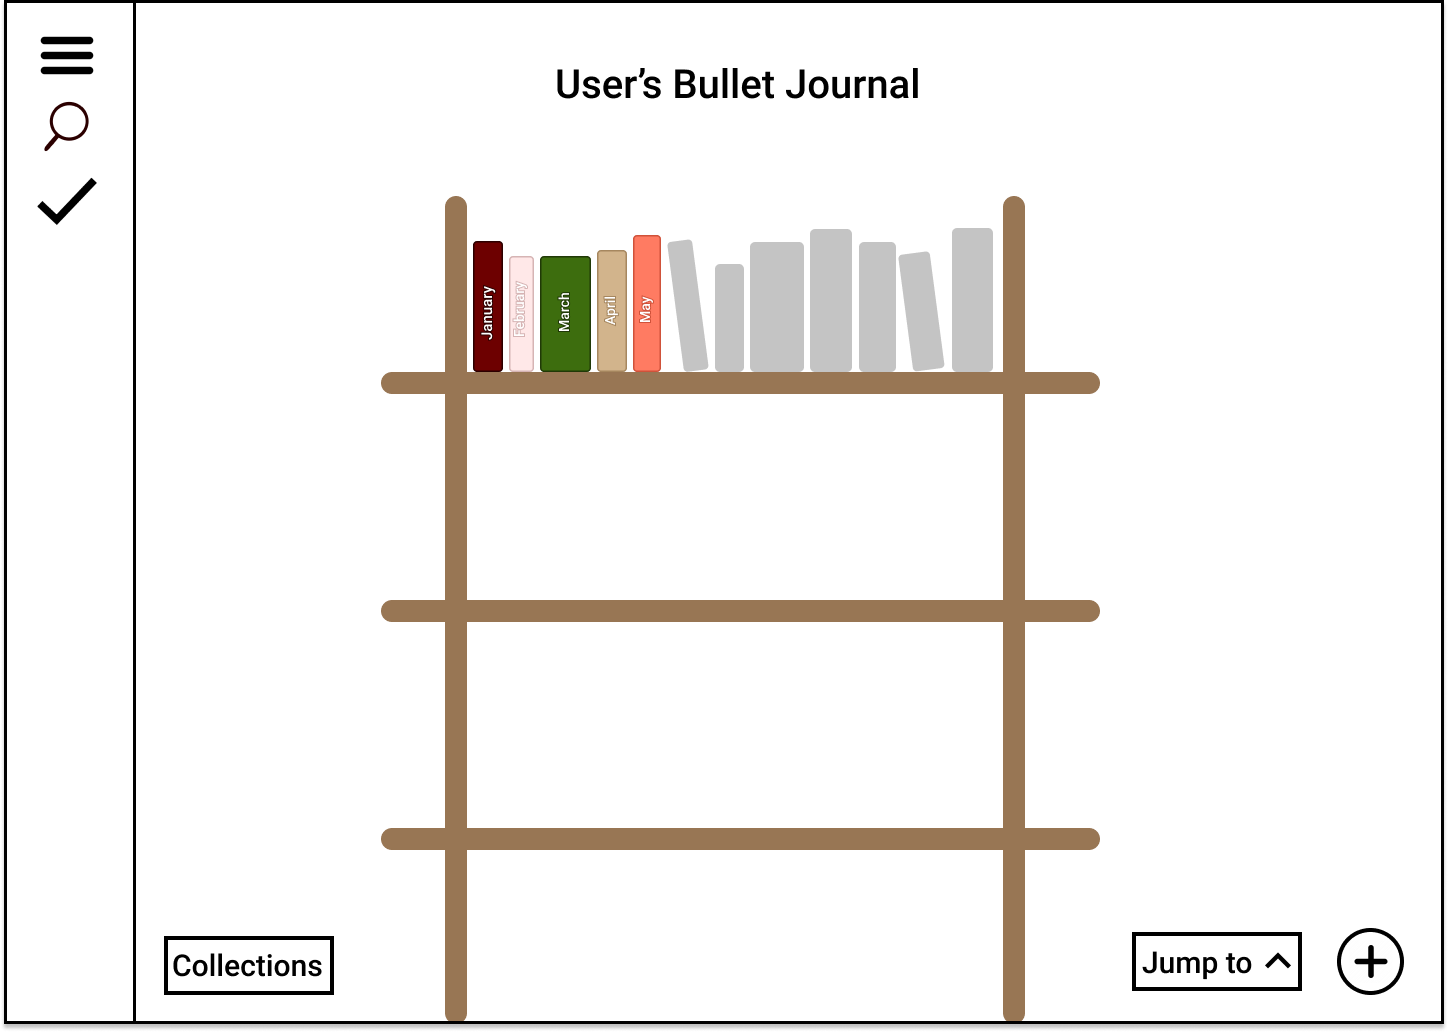 User’s Bullet Journal
January
February
March
April
May
Collections
Jump to